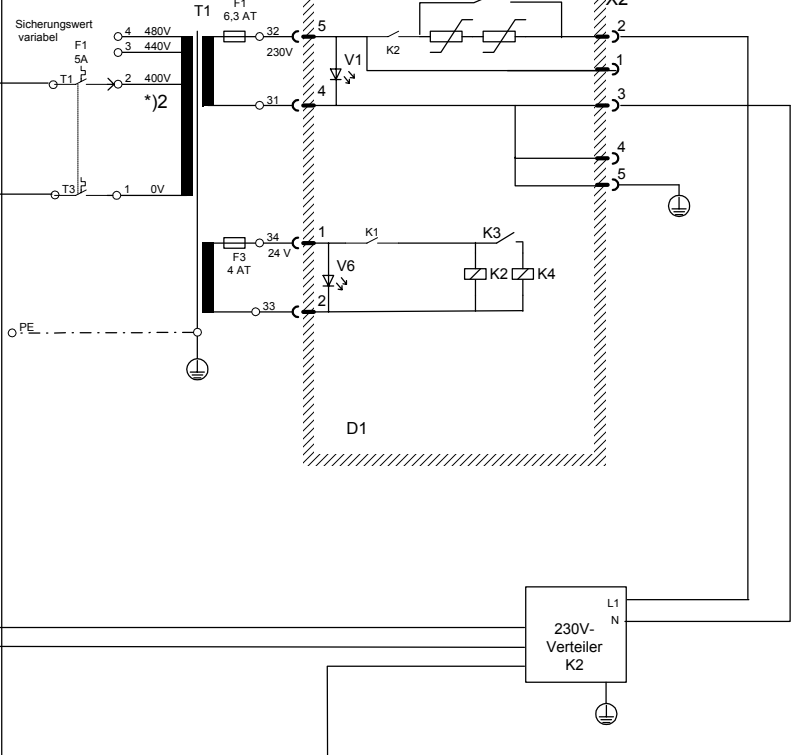 F1
T1
6,3 AT
X2
Sicherungswert
variabel
F1
5A
4 480V
3 440V
T1 2 400V
*)2
T3 1 0V
32
230V
5
V1
K2
31
4
2
1
3
4
5
34
24 V
F3
4 AT
1
K1
K3
V6
K2
K4
33
2
PE
D1
L1
N
230V-
Verteiler
K2